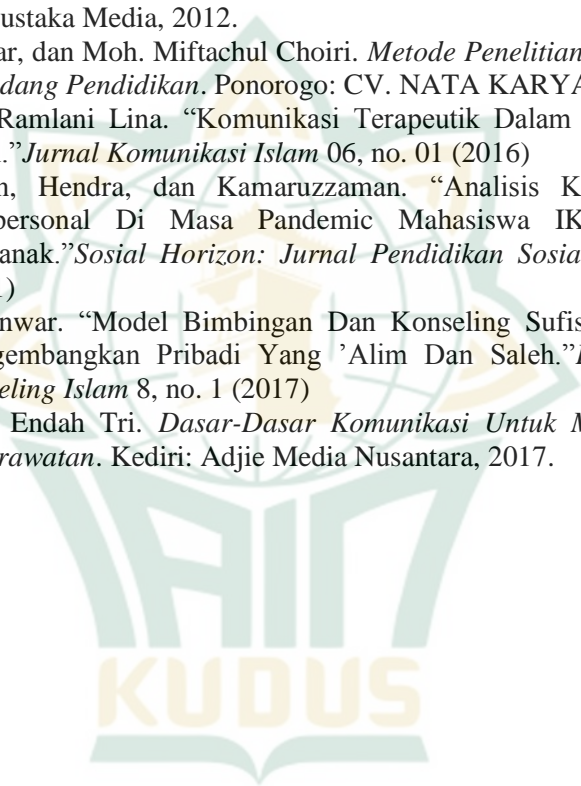 ustaka Media, 2012.
ar, dan Moh. Miftachul Choiri. Metode Penelitian
dang Pendidikan. Ponorogo: CV. NATA KARYA
Ramlani Lina. “Komunikasi Terapeutik Dalam
.”Jurnal Komunikasi Islam 06, no. 01 (2016)
n, Hendra, dan Kamaruzzaman. “Analisis K
personal Di Masa Pandemic Mahasiswa IK
anak.”Sosial Horizon: Jurnal Pendidikan Sosia
1)
nwar. “Model Bimbingan Dan Konseling Sufis
gembangkan Pribadi Yang ’Alim Dan Saleh.”
eling Islam 8, no. 1 (2017)
Endah Tri. Dasar-Dasar Komunikasi Untuk M
rawatan. Kediri: Adjie Media Nusantara, 2017.
IAIN
KUDUS